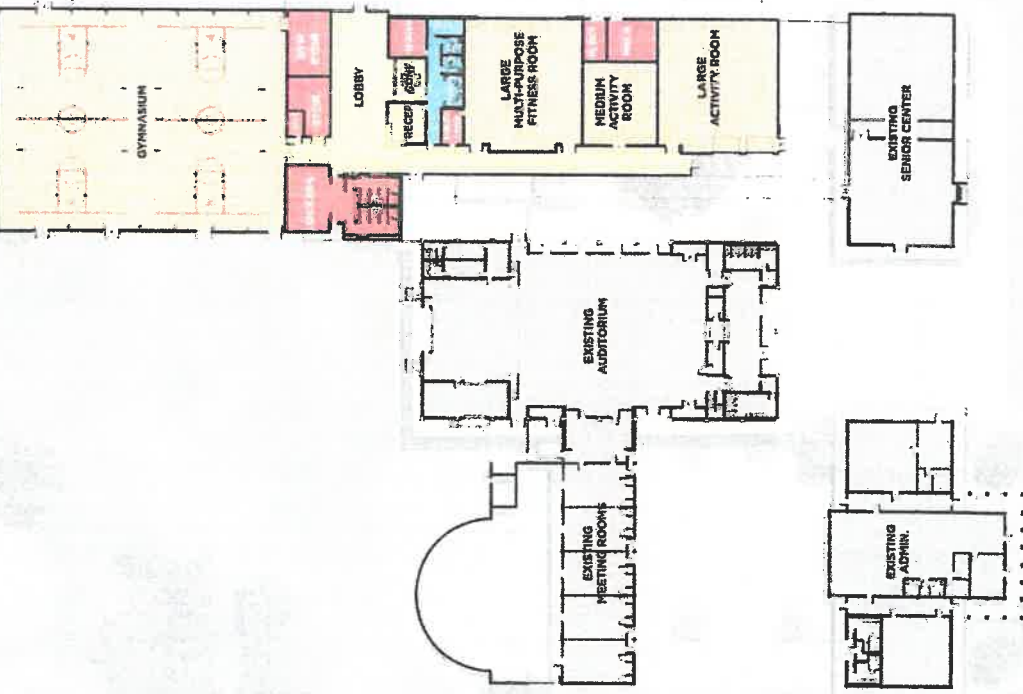 GYMNASIUM
LOBBY
RECEP
LARGE
MULTI-PURPOSE
FITNESS ROOM
MEDIUM
ACTIVITY
ROOM
LARGE
ACTIVITY ROOM
EXISTING
SENIOR CENTER
EXISTING
AUDITORIUM
EXISTING
MEETING ROOMS
EXISTING
ADMIN.